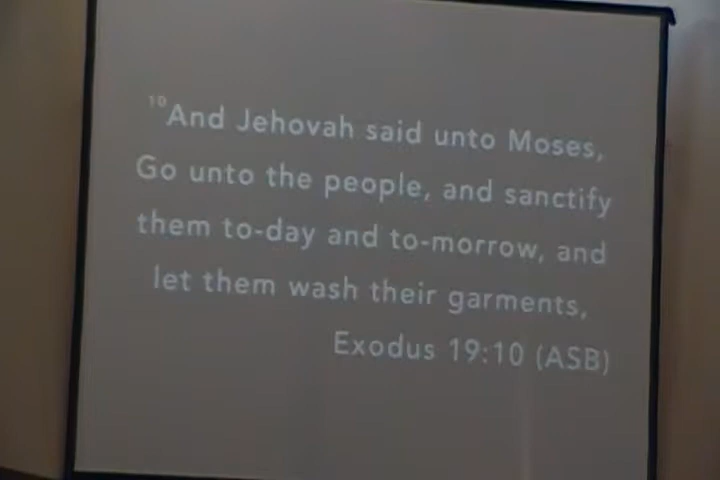 10And Jehovah said unto Moses,
Go unto the people, and sanctify
them to-day and to-morrow, and
let them wash their garments,
Exodus 19:10 (ASB)